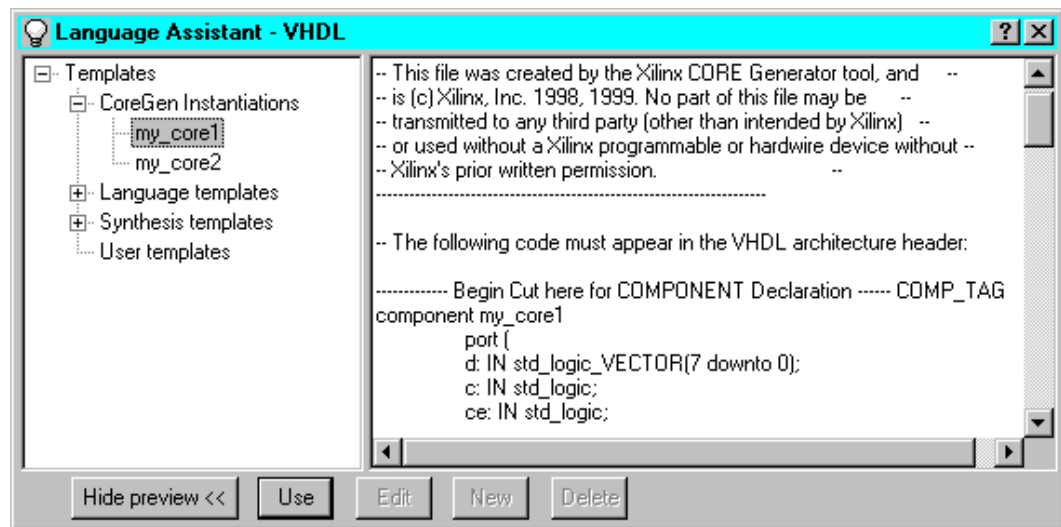 Language Assistant - VHDL
Templates
CoreGen Instantiations
my_core1
my_core2
Language templates
Synthesis templates
User templates
-- This file was created by the Xilinx CORE Generator tool, and --
-- is (c) Xilinx, Inc. 1998, 1999. No part of this file may be --
-- transmitted to any third party (other than intended by Xilinx) --
-- or used without a Xilinx programmable or hardwire device without --
-- Xilinx's prior written permission. --
----------------------------------------------------------------------
-- The following code must appear in the VHDL architecture header:
------------ Begin Cut here for COMPONENT Declaration ------ COMP_TAG
component my_core1
port (
d: IN std_logic_VECTOR(7 downto 0);
c: IN std_logic;
ce: IN std_logic;
Hide preview <<
Use
Edit
New
Delete